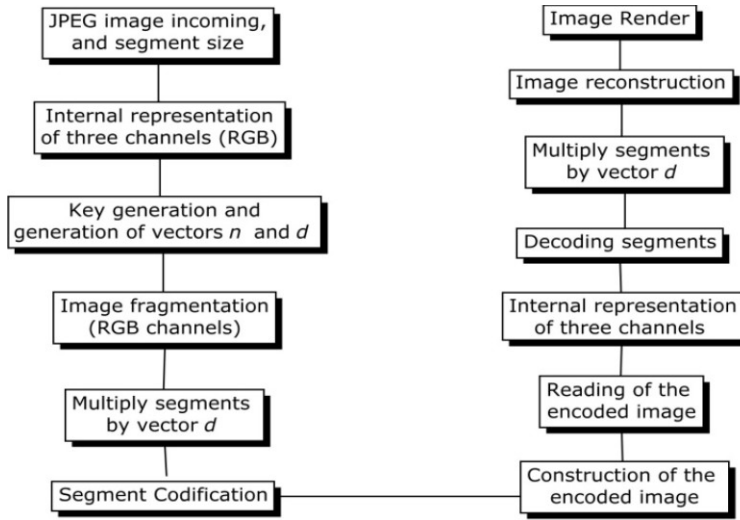 JPEG image incoming,
and segment size
Internal representation
of three channels (RGB)
Key generation and
generation of vectors n and d
Image fragmentation
(RGB channels)
Multiply segments
by vector d
Segment Codification
Image Render
Image reconstruction
Multiply segments
by vector d
Decoding segments
Internal representation
of three channels
Reading of the
encoded image
Construction of the
encoded image